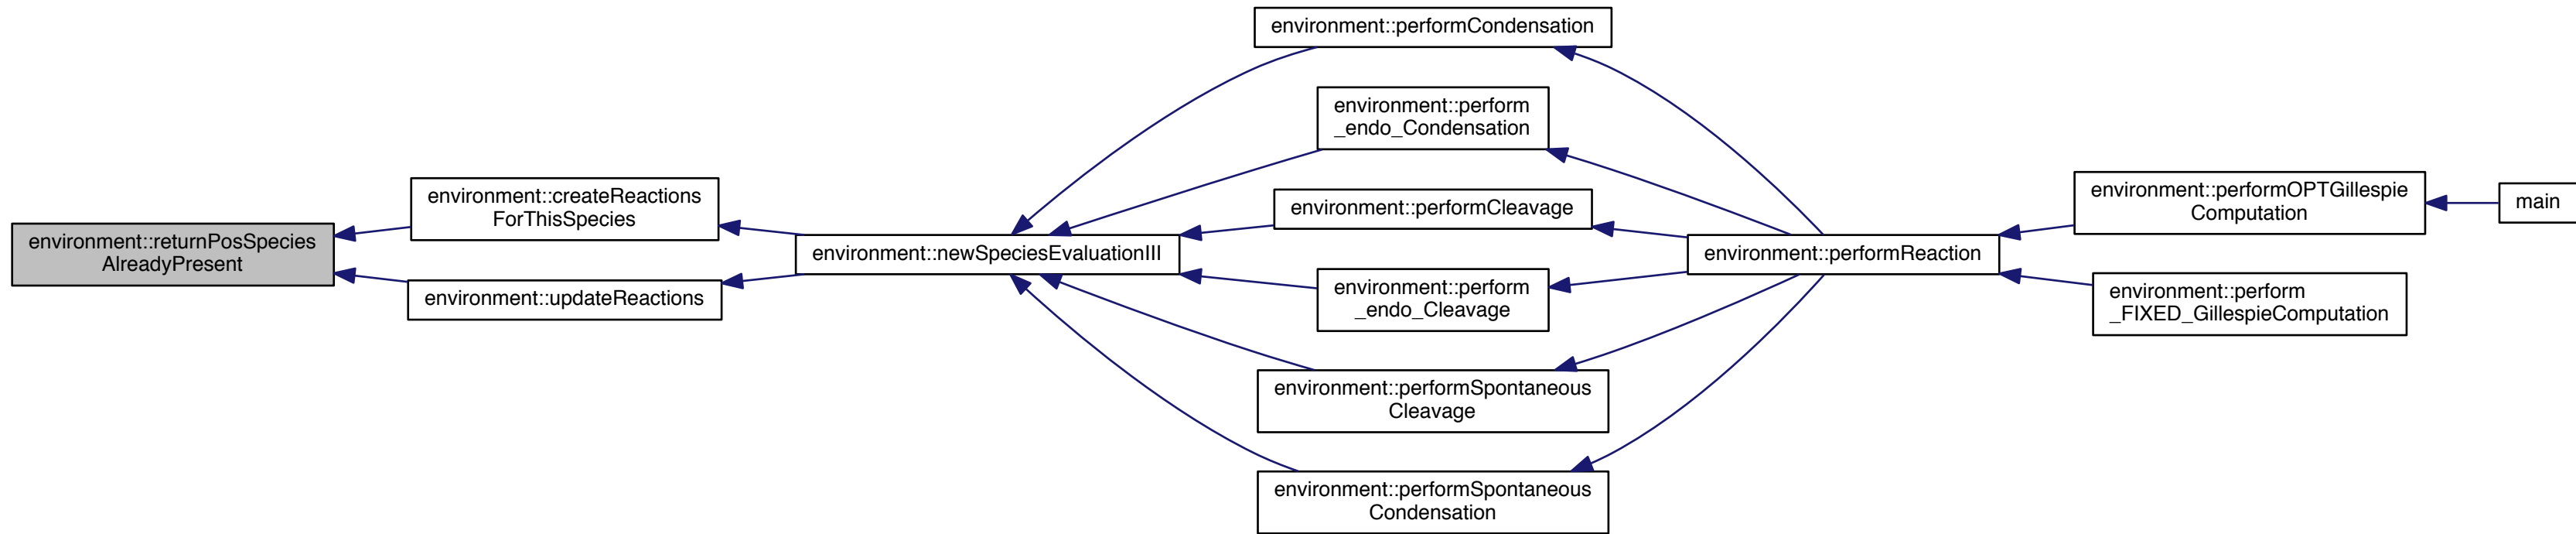 environment::returnPosSpecies
AlreadyPresent
environment::createReactions
ForThisSpecies
environment::updateReactions
environment::newSpeciesEvaluationIII
environment::performCondensation
environment::perform
_endo_Condensation
environment::performCleavage
environment::perform
_endo_Cleavage
environment::performSpontaneous
Cleavage
environment::performSpontaneous
Condensation
environment::performReaction
environment::performOPTGillespie
Computation
environment::perform
_FIXED_GillespieComputation
main